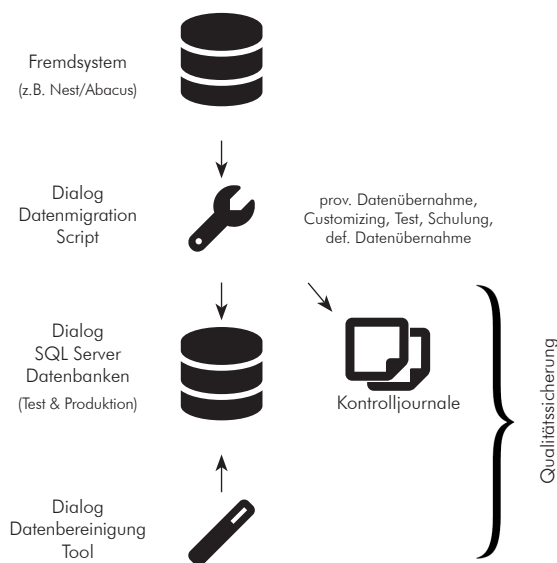 Fremdsystem
(z.B. Nest/Abacus)
Dialog
Datenmigration
Script
prov. Datenübernahme,
Customizing, Test, Schulung,
def. Datenübernahme
Dialog
SQL Server
Datenbanken
(Test & Produktion)
Kontrolljournale
Qualitätssicherung
Dialog
Datenbereinigung
Tool